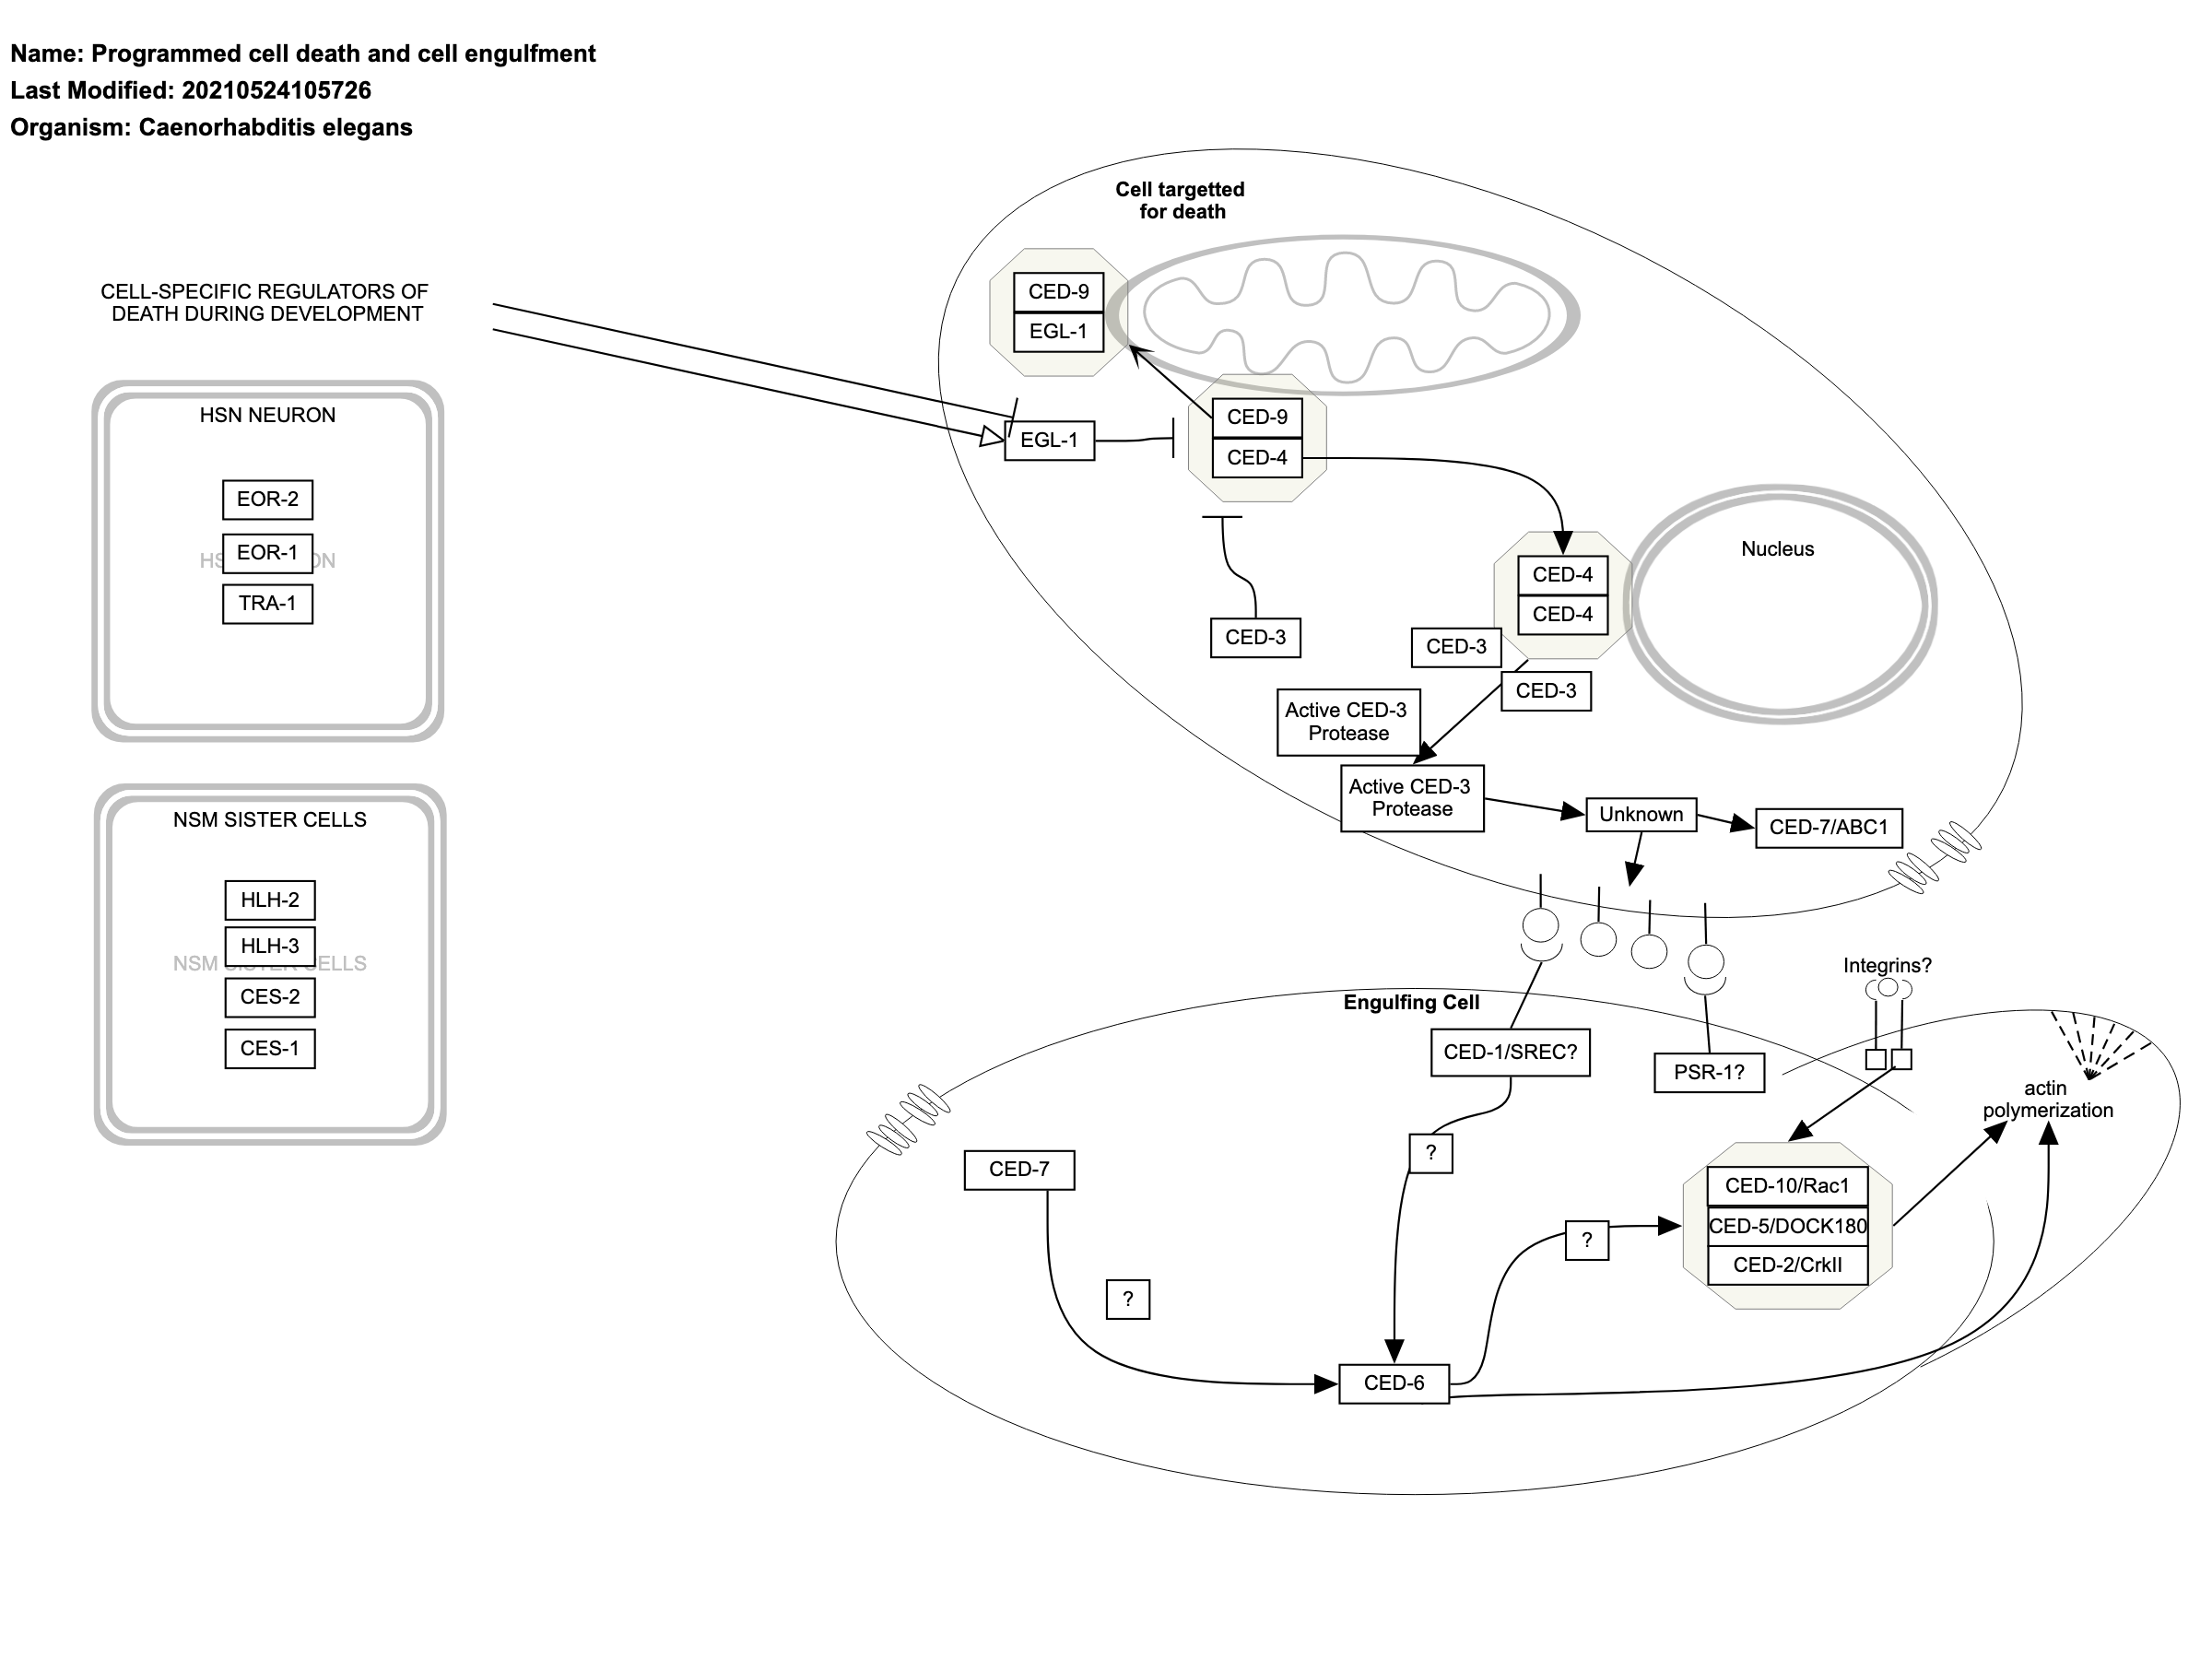 Name: Programmed cell death and cell engulfment
Last Modified: 20210524105726
Organism: Caenorhabditis elegans
Cell targetted
for death
CELL-SPECIFIC REGULATORS OF
DEATH DURING DEVELOPMENT
CED-9
EGL-1
HSN NEURON
EGL-1
CED-9
CED-4
EOR-2
EOR-1
HSN NEURON
TRA-1
Nucleus
CED-4
CED-4
CED-3
CED-3
CED-3
Active CED-3
Protease
Active CED-3
Protease
Unknown
CED-7/ABC1
NSM SISTER CELLS
HLH-2
HLH-3
NSM SISTER CELLS
CES-2
CES-1
Integrins?
Engulfing Cell
CED-1/SREC?
PSR-1?
actin
polymerization
?
CED-7
CED-10/Rac1
CED-5/DOCK180
CED-2/CrkII
?
?
CED-6